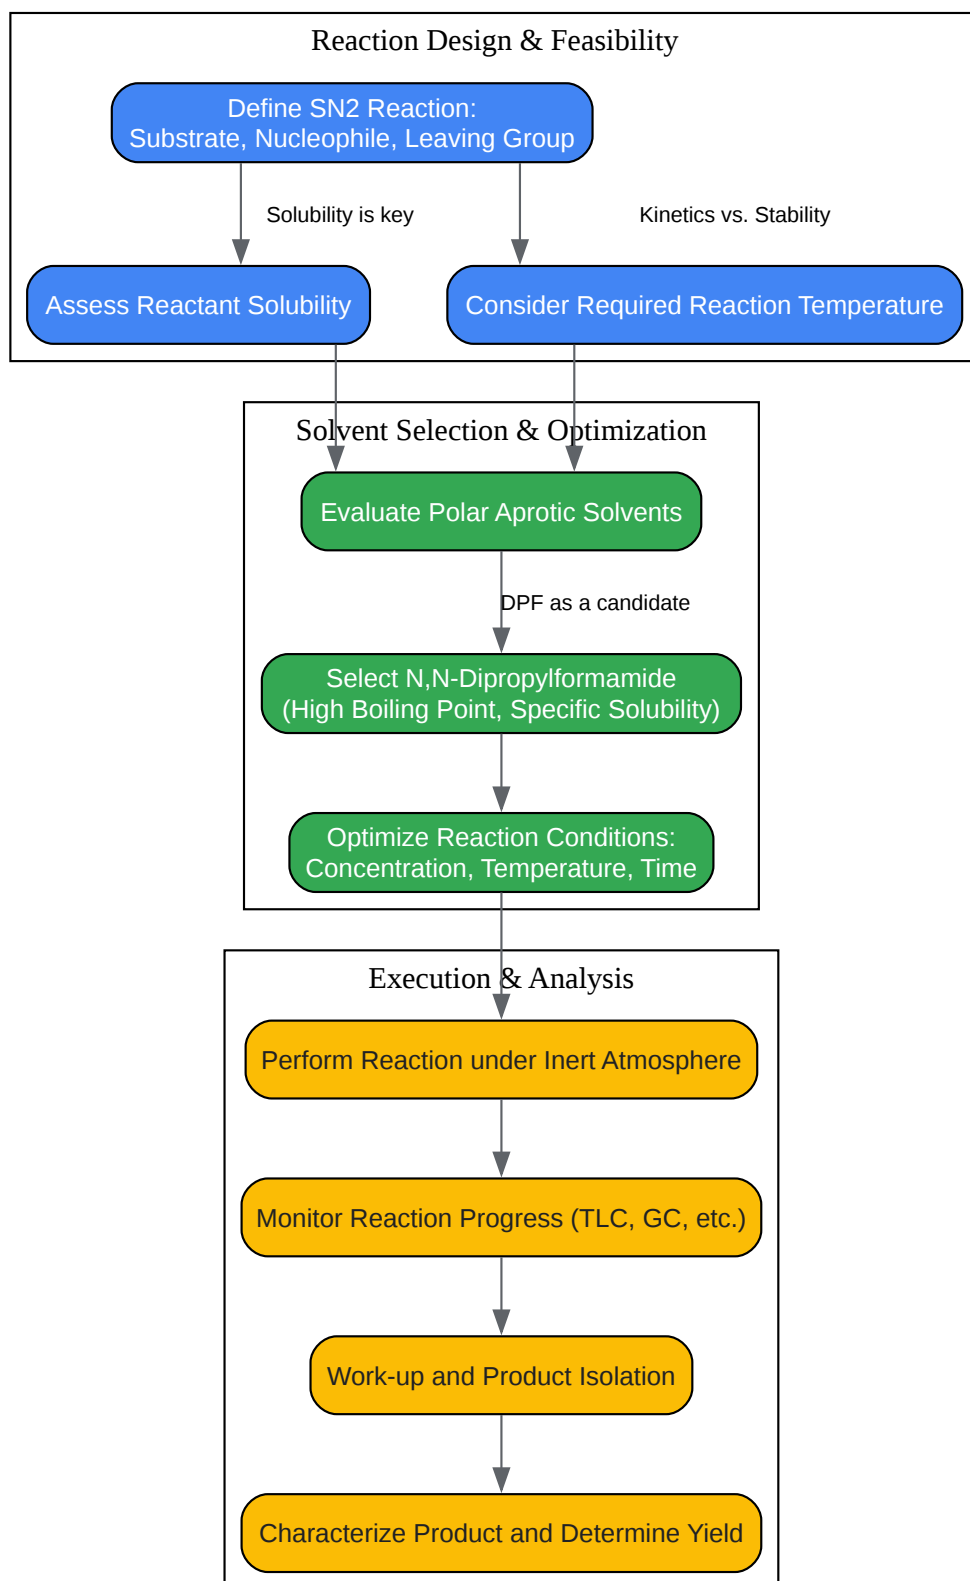 Reaction Design & Feasibility
Define SN2 Reaction:
Substrate, Nucleophile, Leaving Group
Solubility is key
Kinetics vs. Stability
Assess Reactant Solubility
Consider Required Reaction Temperature
Solvent Selection & Optimization
Evaluate Polar Aprotic Solvents
DPF as a candidate
Select N,N-Dipropylformamide
(High Boiling Point, Specific Solubility)
Optimize Reaction Conditions:
Concentration, Temperature, Time
Execution & Analysis
Perform Reaction under Inert Atmosphere
Monitor Reaction Progress (TLC, GC, etc.)
Work-up and Product Isolation
Characterize Product and Determine Yield